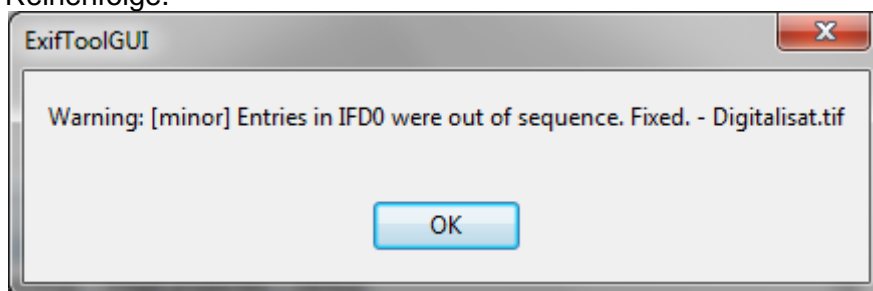 Reihenfolge:
ExifToolGUI
Warning: [minor] Entries in IFD0 were out of sequence. Fixed. - Digitalisat.tif
OK